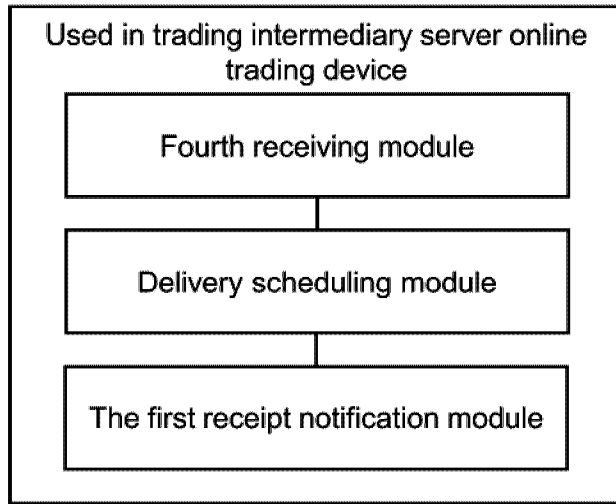 Used in trading intermediary server online
trading device
Fourth receiving module
Delivery scheduling module
The first receipt notification module